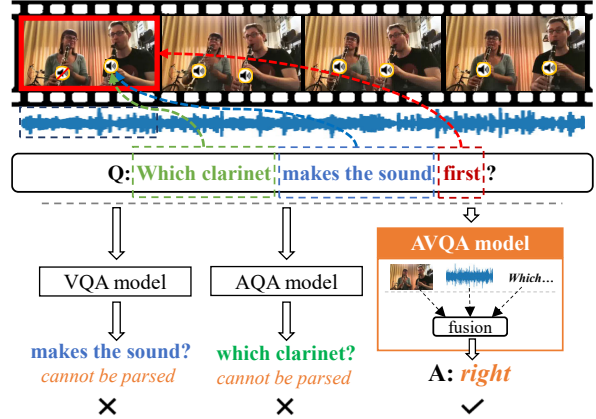 Q: Which clarinet makes the sound first ?
AVQA model
Which...
VQA model
AQA model
fusion
makes the sound?
cannot be parsed
which clarinet?
cannot be parsed
A: right